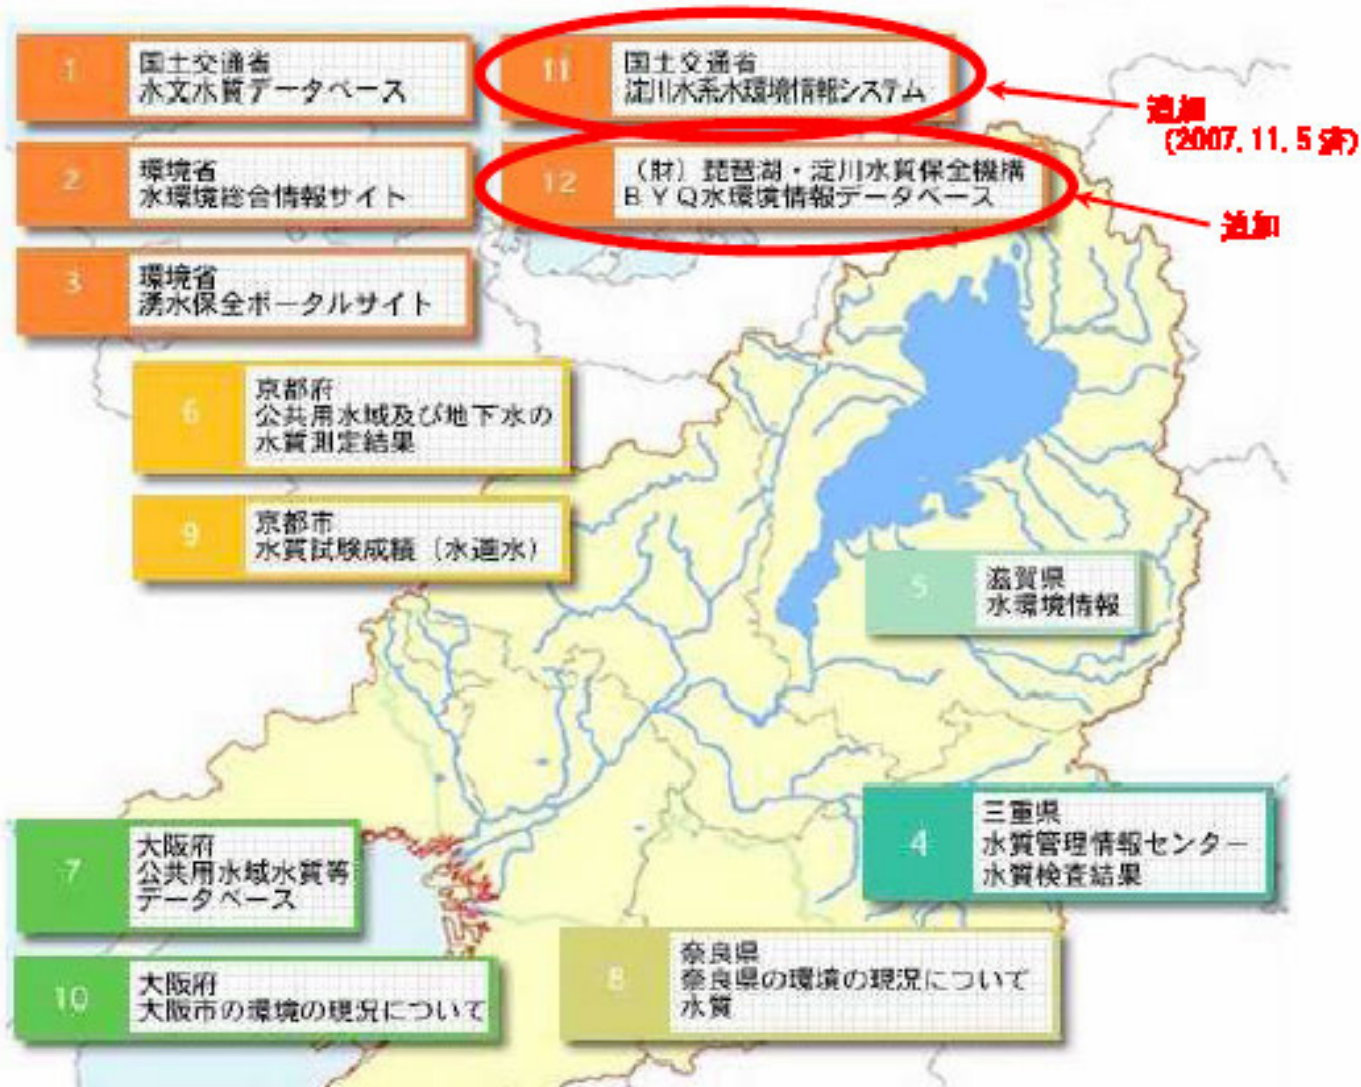 1
国土交通省
水文水質データベース
11
国土交通省
淀川水系水環境情報システム
追加
(2007.11.5済)
2
環境省
水環境総合情報サイト
12
(財)琵琶湖・淀川水質保全機構
BYQ水環境情報データベース
追加
3
環境省
湧水保全ポータルサイト
6
京都府
公共用水域及び地下水の
水質測定結果
9
京都市
水質試験成績(水道水)
5
滋賀県
水環境情報
4
三重県
水質管理情報センター
水質検査結果
7
大阪府
公共用水域水質等
データベース
8
奈良県
奈良県の環境の現況について
水質
10
大阪府
大阪市の環境の現況について